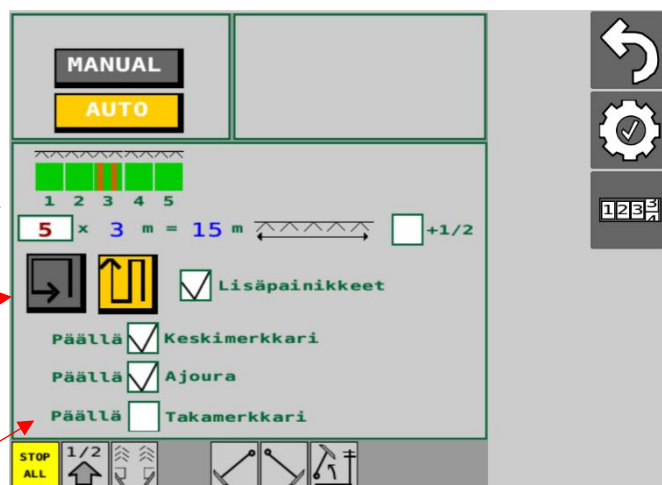 MANUAL
AUTO
1 2 3 4 5
5 x 3 m = 15 m +1/2
Lisäpainikkeet
Päällä Keskimerkkari
Päällä Ajoura
Päällä Takamerkkari
STOP ALL
1/2
123